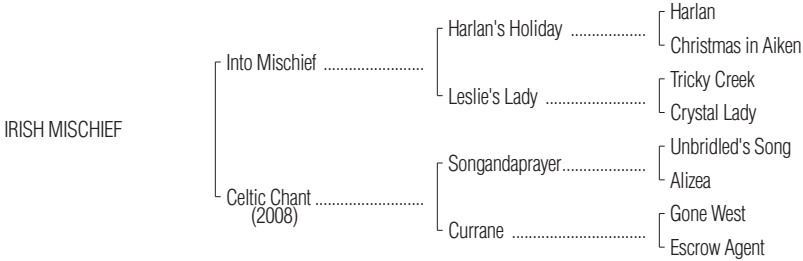 Harlan
Harlan's Holiday ....................
Christmas in Aiken
Into Mischief ...........................
Tricky Creek
Leslie's Lady ...........................
Crystal Lady
IRISH MISCHIEF
Unbridled's Song
Songandaprayer.......................
Alizea
Celtic Chant .............................
(2008)
Gone West
Currane ....................................
Escrow Agent